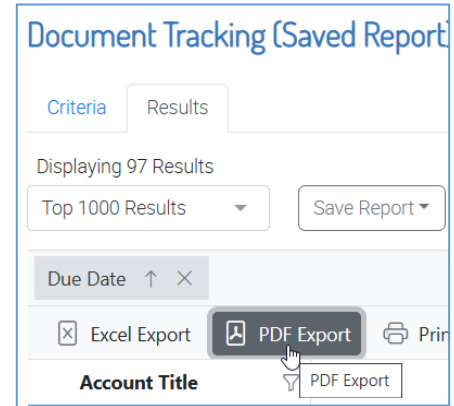 Document Tracking (Saved Report)
Criteria Results
Displaying 97 Results
Top 1000 Results Save Report
Due Date
Excel Export PDF Export
Account Title PDF Export